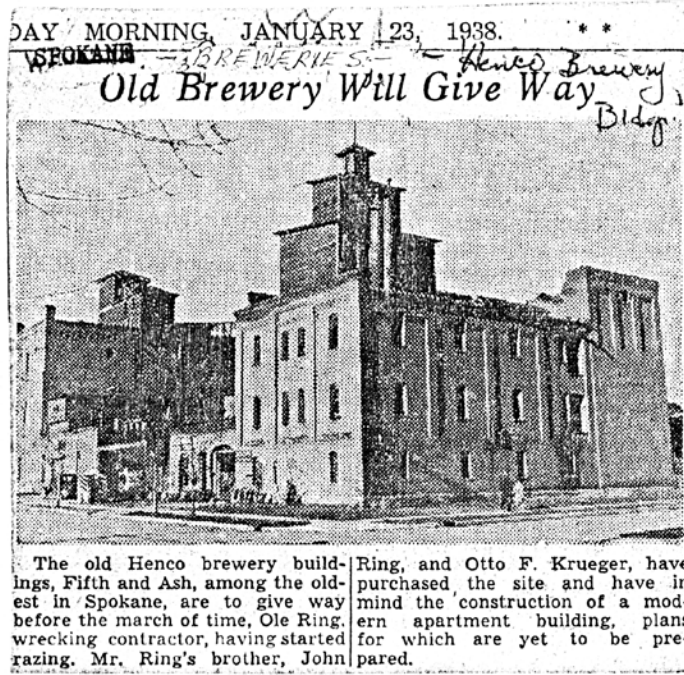 DAY MORNING, JANUARY 23, 1938. * *
SPOKANE - BREWERIES - - Henco Brewery
Old Brewery Will Give Way
Bldg.
The old Henco brewery build-
ings, Fifth and Ash, among the old-
est in Spokane, are to give way
before the march of time, Ole Ring,
wrecking contractor, having started
razing. Mr. Ring's brother, John
Ring, and Otto F. Krueger, have
purchased the site and have in
mind the construction of a mod-
ern apartment building, plans
for which are yet to be pre-
pared.